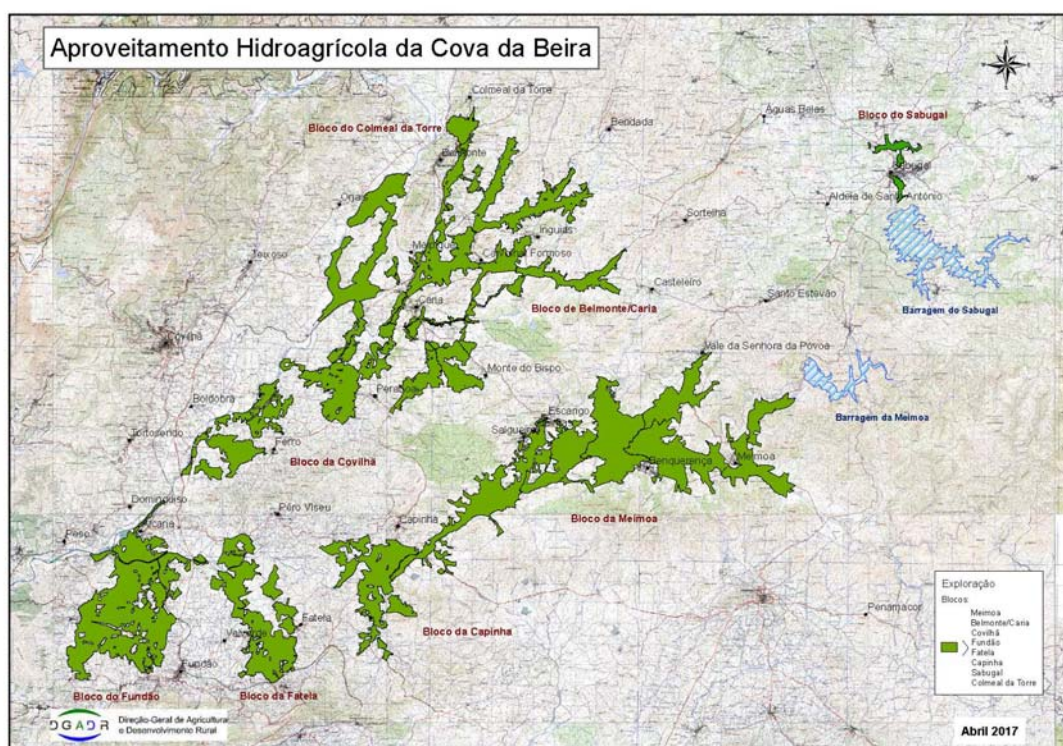 Aproveitamento Hidroagrícola da Cova da Beira
Colmeal da Torre
Bloco do Colmeal da Torre
Bendada
Águas Belas
Bloco do Sabugal
Belmonte
Sabugal
Aldeia de Santo António
Orjais
Sortelha
Inguias
Teixoso
Casteleiro
Santo Estêvão
Bloco de Belmonte/Caria
Barragem do Sabugal
Caria
Covilhã
Vale da Senhora da Póvoa
Monte do Bispo
Peraboa
Boidobra
Barragem da Meimoa
Escarigo
Salgueiro
Tortosendo
Ferro
Bloco da Covilhã
Benquerença
Meimoa
Dominguiso
Pêro Viseu
Bloco da Meimoa
Capinha
Alcaria
Peso
Fatela
Bloco da Capinha
Penamacor
Valverde
Fundão
Bloco do Fundão
Bloco da Fatela
Exploração
Blocos:
Meimoa
Belmonte/Caria
Covilhã
Fundão
Fatela
Capinha
Sabugal
Colmeal da Torre
DGADR
Direção-Geral de Agricultura
e Desenvolvimento Rural
Abril 2017